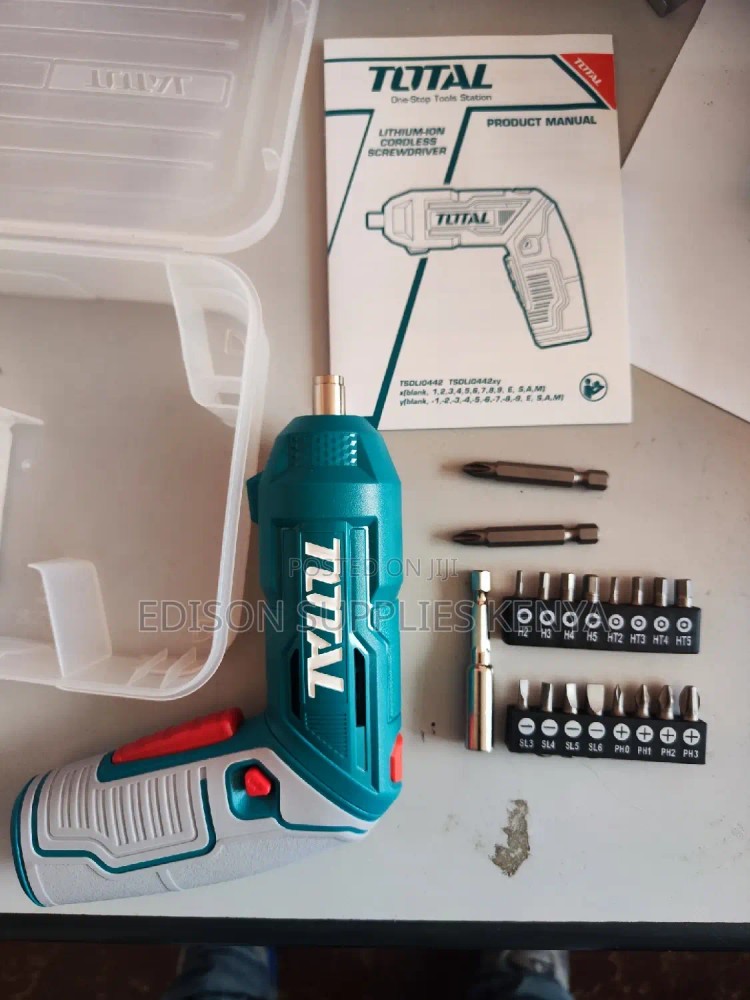 TOTAL
TOTAL
One-Stop Tools Station
TOTAL
LITHIUM-ION
CORDLESS
SCREWDRIVER
PRODUCT MANUAL
TOTAL
TSDLI0442 TSDLI0442xy
x(blank, 1,2,3,4,5,6,7,8,9, E, S,A,M)
y(blank, -1,-2,-3,-4,-5,-6,-7,-8,-9, E, S,A,M)
TOTAL
POSTED ON JIJI
EDISON SUPPLIES KENYA
H2 H3 H4 H5 HT2 HT3 HT4 HT5
SL3 SL4 SL5 SL6 PH0 PH1 PH2 PH3